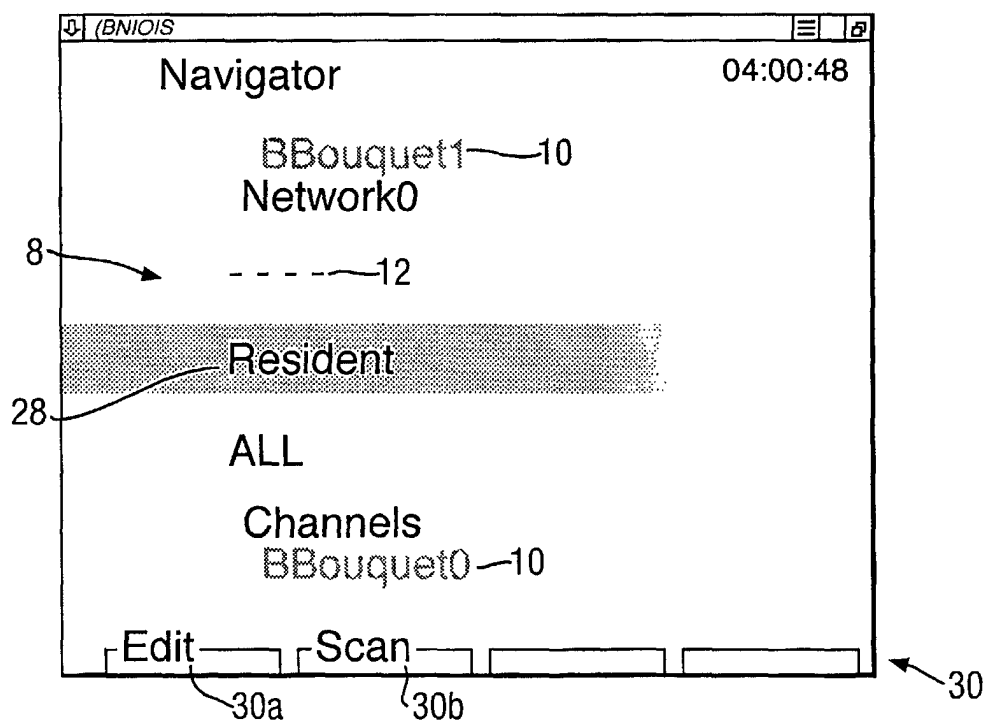 (BNIOIS
Navigator 04:00:48
BBouquet1 10
Network0
8
- - - - - 12
Resident
28
ALL
Channels
BBouquet0 10
Edit Scan
30
30a 30b